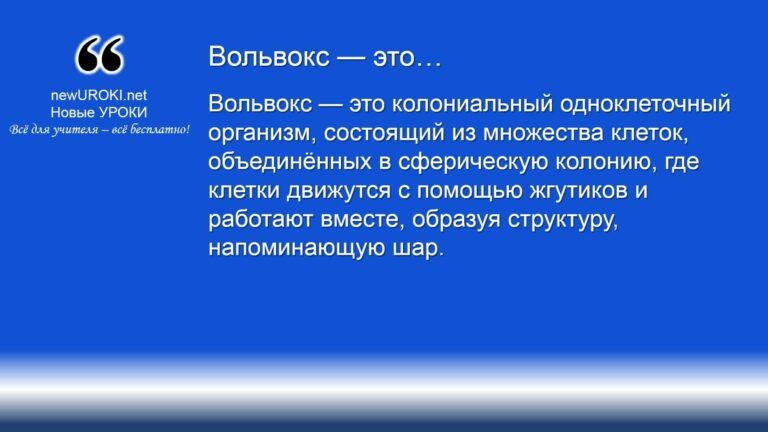 newUROKI.net
Новые УРОКИ
Всё для учителя – всё бесплатно!
Вольвокс — это…
Вольвокс — это колониальный одноклеточный
организм, состоящий из множества клеток,
объединённых в сферическую колонию, где
клетки движутся с помощью жгутиков и
работают вместе, образуя структуру,
напоминающую шар.